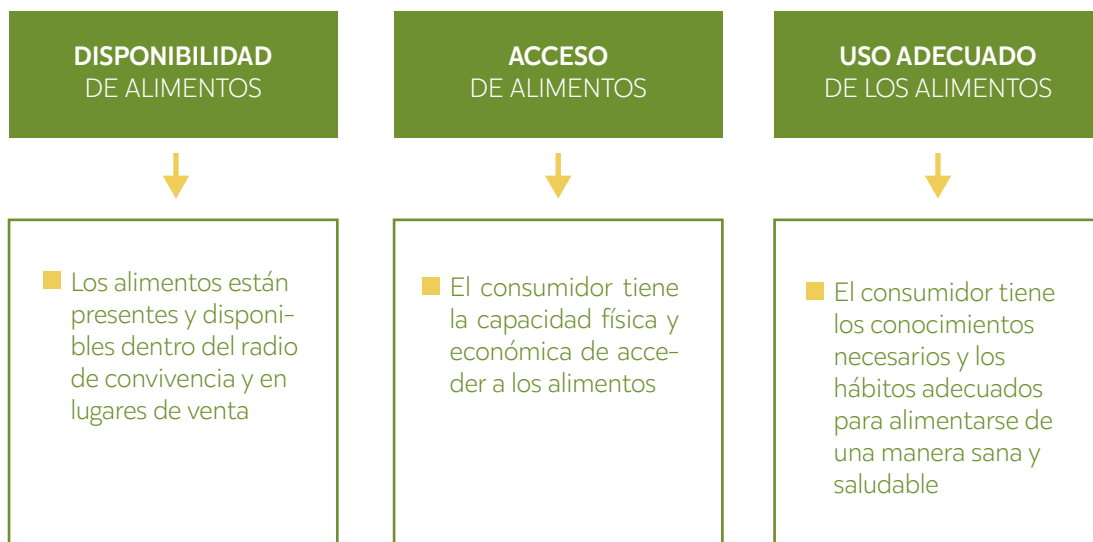 DISPONIBILIDAD
DE ALIMENTOS
Los alimentos están
presentes y disponi-
bles dentro del radio
de convivencia y en
lugares de venta
ACCESO
DE ALIMENTOS
El consumidor tiene
la capacidad física y
económica de acce-
der a los alimentos
USO ADECUADO
DE LOS ALIMENTOS
El consumidor tiene
los conocimientos
necesarios y los
hábitos adecuados
para alimentarse de
una manera sana y
saludable